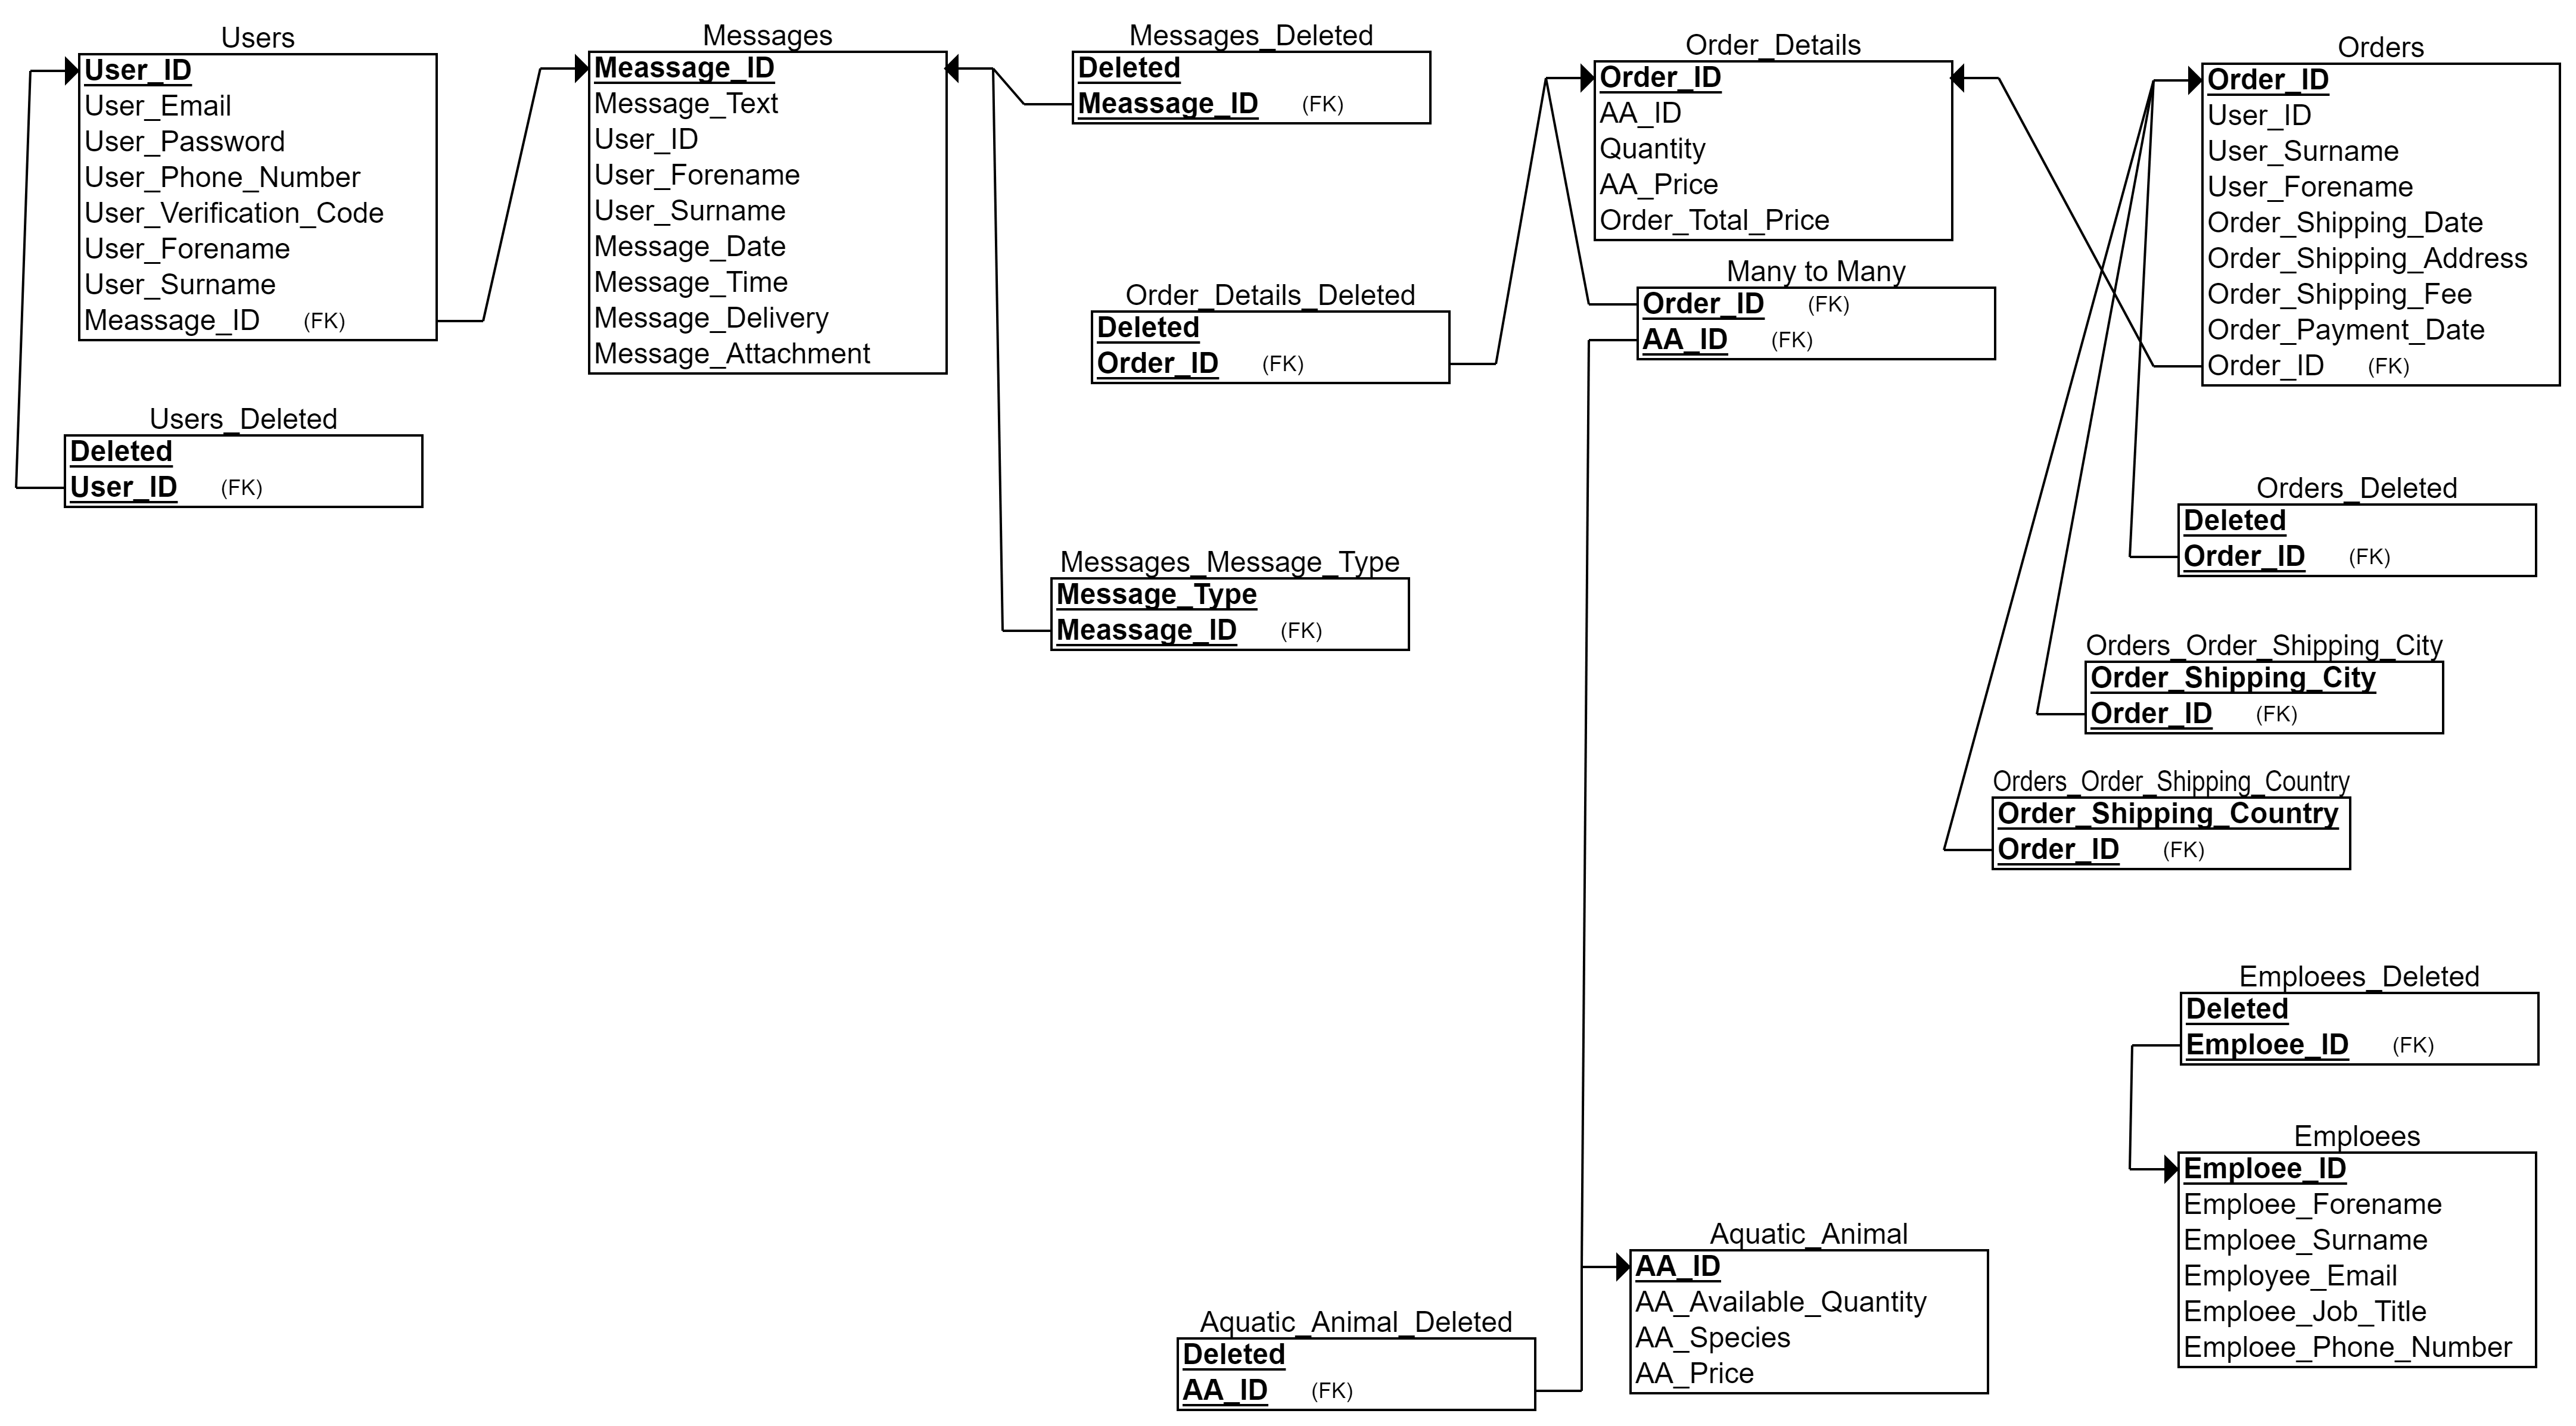 Users
User_ID
User_Email
User_Password
User_Phone_Number
User_Verification_Code
User_Forename
User_Surname
Meassage_ID (FK)
Users_Deleted
Deleted
User_ID (FK)
Messages
Meassage_ID
Message_Text
User_ID
User_Forename
User_Surname
Message_Date
Message_Time
Message_Delivery
Message_Attachment
Messages_Deleted
Deleted
Meassage_ID (FK)
Order_Details_Deleted
Deleted
Order_ID (FK)
Messages_Message_Type
Message_Type
Meassage_ID (FK)
Order_Details
Order_ID
AA_ID
Quantity
AA_Price
Order_Total_Price
Many to Many
Order_ID (FK)
AA_ID (FK)
Orders
Order_ID
User_ID
User_Surname
User_Forename
Order_Shipping_Date
Order_Shipping_Address
Order_Shipping_Fee
Order_Payment_Date
Order_ID (FK)
Orders_Deleted
Deleted
Order_ID (FK)
Orders_Order_Shipping_City
Order_Shipping_City
Order_ID (FK)
Orders_Order_Shipping_Country
Order_Shipping_Country
Order_ID (FK)
Emploees_Deleted
Deleted
Emploee_ID (FK)
Emploees
Emploee_ID
Emploee_Forename
Emploee_Surname
Employee_Email
Emploee_Job_Title
Emploee_Phone_Number
Aquatic_Animal
AA_ID
AA_Available_Quantity
AA_Species
AA_Price
Aquatic_Animal_Deleted
Deleted
AA_ID (FK)